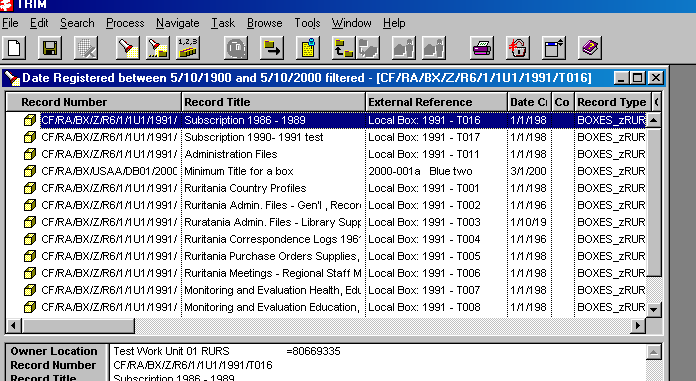 TRIM
File Edit Search Process Navigate Task Browse Tools Window Help
1,2,3
Date Registered between 5/10/1900 and 5/10/2000 filtered - [CF/RA/BX/Z/R6/1/1U1/1991/T016]
Record Number Record Title External Reference Date Co Record Type
CF/RA/BX/Z/R6/1/1U1/1991/ Subscription 1986 - 1989 Local Box: 1991 - T016 1/1/198 BOXES_zRUR
CF/RA/BX/Z/R6/1/1U1/1991/ Subscription 1990- 1991 test Local Box: 1991 - T017 1/1/198 BOXES_zRUR
CF/RA/BX/Z/R6/1/1U1/1991/ Administration Files Local Box: 1991 - T011 1/1/198 BOXES_zRUR
CF/RA/BX/USAA/DB01/2000 Minimum Title for a box 2000-001a Blue two 3/1/200 BOXES_zRUR
CF/RA/BX/Z/R6/1/1U1/1991/ Ruritania Country Profiles Local Box: 1991 - T001 1/1/198 BOXES_zRUR
CF/RA/BX/Z/R6/1/1U1/1991/ Ruritania Admin. Files - Gen'l , Recor Local Box: 1991 - T002 1/1/196 BOXES_zRUR
CF/RA/BX/Z/R6/1/1U1/1991/ Ruratania Admin. Files - Library Supp Local Box: 1991 - T003 1/10/19 BOXES_zRUR
CF/RA/BX/Z/R6/1/1U1/1991/ Ruritania Correspondence Logs 196 Local Box: 1991 - T004 1/1/196 BOXES_zRUR
CF/RA/BX/Z/R6/1/1U1/1991/ Ruritania Purchase Orders Supplies, Local Box: 1991 - T005 1/1/198 BOXES_zRUR
CF/RA/BX/Z/R6/1/1U1/1991/ Ruritania Meetings - Regional Staff M Local Box: 1991 - T006 1/1/198 BOXES_zRUR
CF/RA/BX/Z/R6/1/1U1/1991/ Monitoring and Evaluation Health, Edu Local Box: 1991 - T007 1/1/198 BOXES_zRUR
CF/RA/BX/Z/R6/1/1U1/1991/ Monitoring and Evaluation Education, Local Box: 1991 - T008 1/1/198 BOXES_zRUR
Owner Location Test Work Unit 01 RURS =80669335
Record Number CF/RA/BX/Z/R6/1/1U1/1991/T016
Record Title Subscription 1986 - 1989